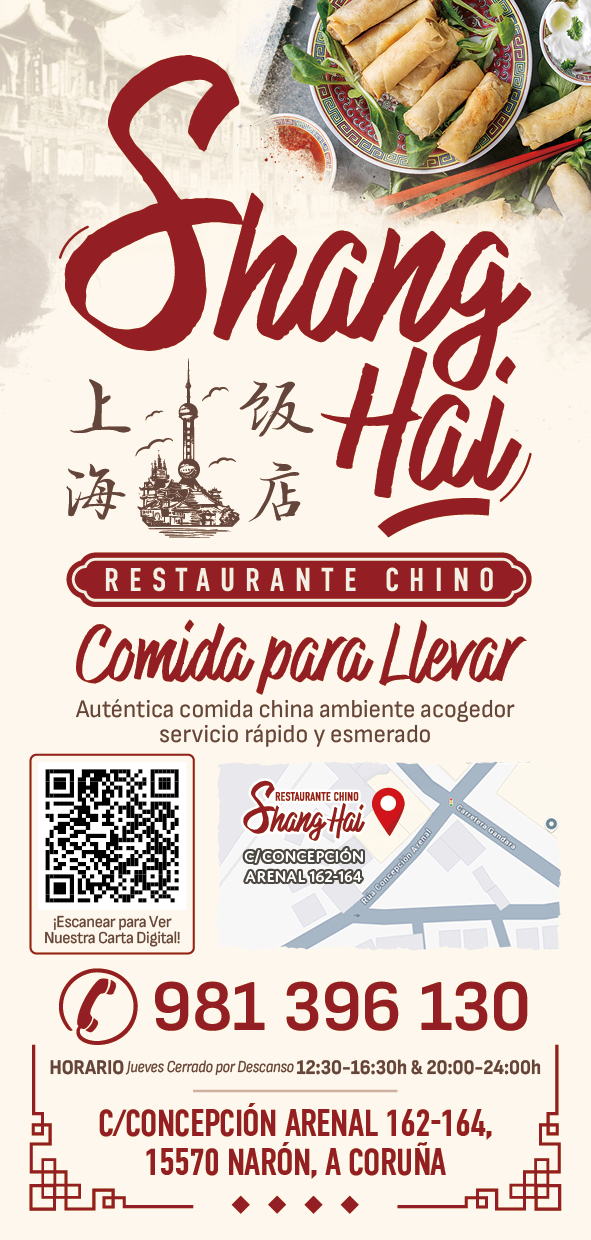 Shang
Hai
上海
饭店
RESTAURANTE CHINO
Comida para Llevar
Auténtica comida china ambiente acogedor
servicio rápido y esmerado
¡Escanear para Ver
Nuestra Carta Digital!
RESTAURANTE CHINO
Shang Hai
C/CONCEPCIÓN
ARENAL 162-164
Rúa Concepción Arenal
Carretera Gándara
981 396 130
HORARIO Jueves Cerrado por Descanso 12:30-16:30h & 20:00-24:00h
C/CONCEPCIÓN ARENAL 162-164,
15570 NARÓN, A CORUÑA